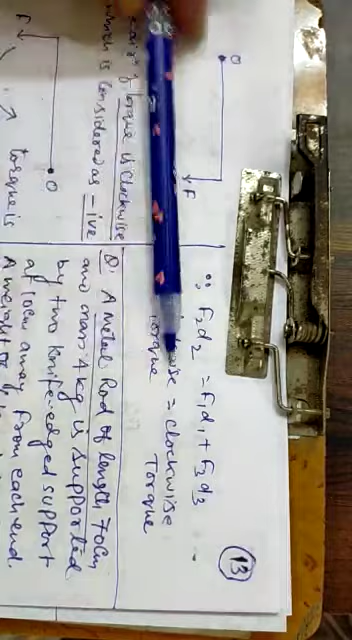 13
∵ F2d2 = F1d1 + F3d3
= clockwise
Torque
Torque
Q. A metal Rod of length 70cm
and mass 4kg is supported
by two knife-edged support
at 10cm away from each end.
A weight of
O
F
of Torque is clockwise
which is considered as -ive
F
O
Torque is